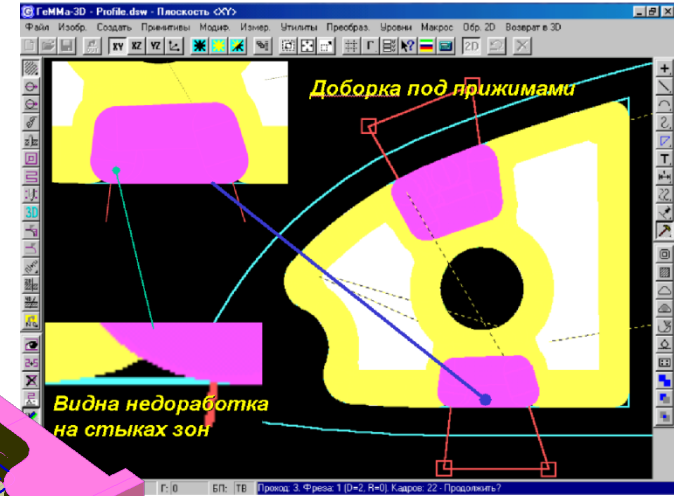 ГеММа-3D - Profile.dsw - Плоскость <XY>
Файл Изобр. Создать Примитивы Модиф. Измер. Утилиты Преобраз. Уровни Макрос Обр. 2D Возврат в 3D
XY XZ YZ 2D
Доборка под прижимами
T
3D
Видна недоработка
на стыках зон
Г: 0 БП: ТВ Проход: 3. Фреза: 1 (D=2, R=0). Кадров: 22 - Продолжить?